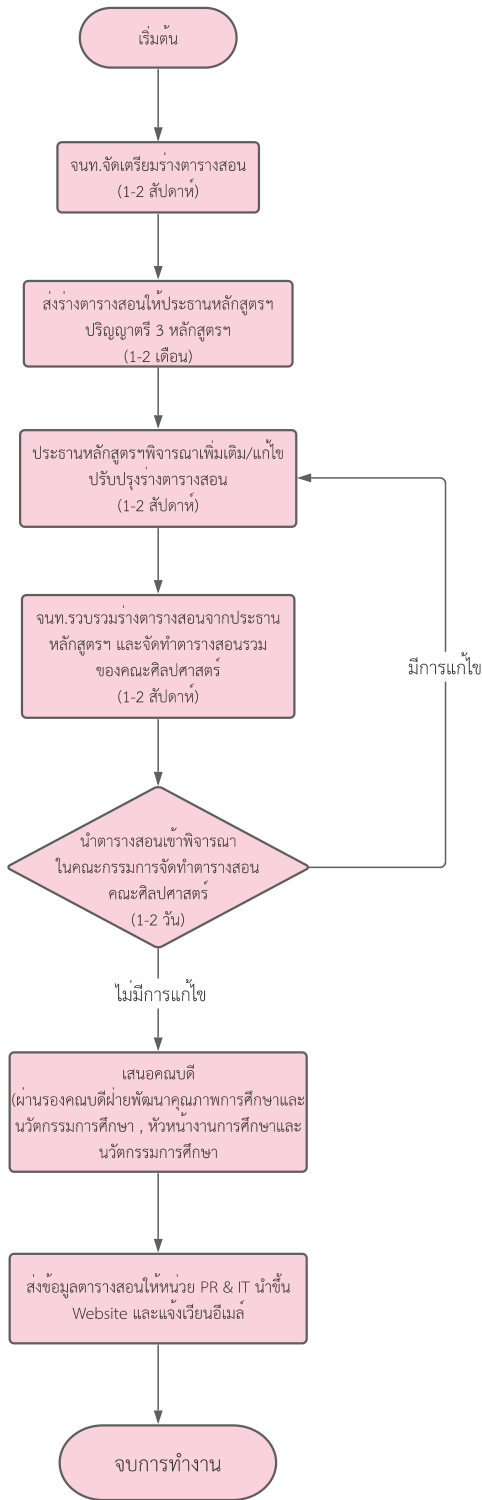 เริ่มต้น
จนท.จัดเตรียมร่างตารางสอน
(1-2 สัปดาห์)
ส่งร่างตารางสอนให้ประธานหลักสูตรฯ
ปริญญาตรี 3 หลักสูตรฯ
(1-2 เดือน)
ประธานหลักสูตรฯพิจารณาเพิ่มเติม/แก้ไข
ปรับปรุงร่างตารางสอน
(1-2 สัปดาห์)
จนท.รวบรวมร่างตารางสอนจากประธาน
หลักสูตรฯ และจัดทำตารางสอนรวม
ของคณะศิลปศาสตร์
(1-2 สัปดาห์)
มีการแก้ไข
นำตารางสอนเข้าพิจารณา
ในคณะกรรมการจัดทำตารางสอน
คณะศิลปศาสตร์
(1-2 วัน)
ไม่มีการแก้ไข
เสนอคณบดี
(ผ่านรองคณบดีฝ่ายพัฒนาคุณภาพการศึกษาและ
นวัตกรรมการศึกษา , หัวหน้างานการศึกษาและ
นวัตกรรมการศึกษา
ส่งข้อมูลตารางสอนให้หน่วย PR & IT นำขึ้น
Website และแจ้งเวียนอีเมล์
จบการทำงาน